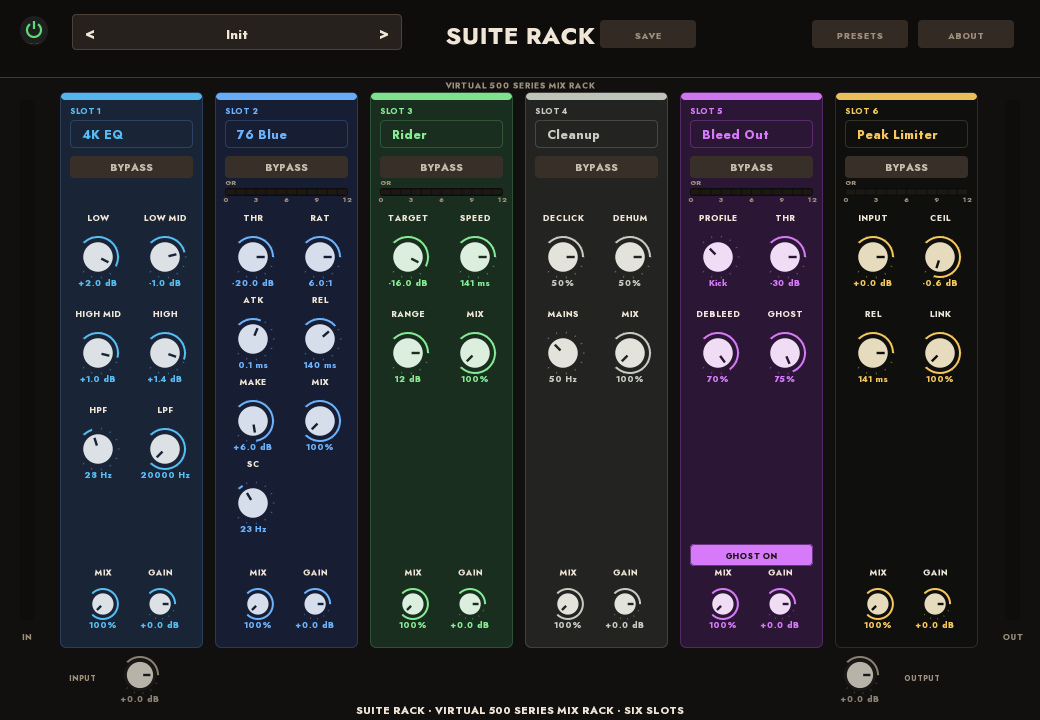 < Init >
SUITE RACK
SAVE
PRESETS
ABOUT
VIRTUAL 500 SERIES MIX RACK
SLOT 1
4K EQ
BYPASS
LOW LOW MID
+2.0 dB -1.0 dB
HIGH MID HIGH
+1.0 dB +1.4 dB
HPF LPF
28 Hz 20000 Hz
MIX GAIN
100% +0.0 dB
SLOT 2
76 Blue
BYPASS
GR
0 3 6 9 12
THR RAT
-20.0 dB 6.0:1
ATK REL
0.1 ms 140 ms
MAKE MIX
+6.0 dB 100%
SC
23 Hz
MIX GAIN
100% +0.0 dB
SLOT 3
Rider
BYPASS
GR
0 3 6 9 12
TARGET SPEED
-16.0 dB 141 ms
RANGE MIX
12 dB 100%
MIX GAIN
100% +0.0 dB
SLOT 4
Cleanup
BYPASS
DECLICK DEHUM
50% 50%
MAINS MIX
50 Hz 100%
MIX GAIN
100% +0.0 dB
SLOT 5
Bleed Out
BYPASS
GR
0 3 6 9 12
PROFILE THR
Kick -30 dB
DEBLEED GHOST
70% 75%
GHOST ON
MIX GAIN
100% +0.0 dB
SLOT 6
Peak Limiter
BYPASS
GR
0 3 6 9 12
INPUT CEIL
+0.0 dB -0.6 dB
REL LINK
141 ms 100%
MIX GAIN
100% +0.0 dB
IN
OUT
INPUT
+0.0 dB
OUTPUT
+0.0 dB
SUITE RACK · VIRTUAL 500 SERIES MIX RACK · SIX SLOTS